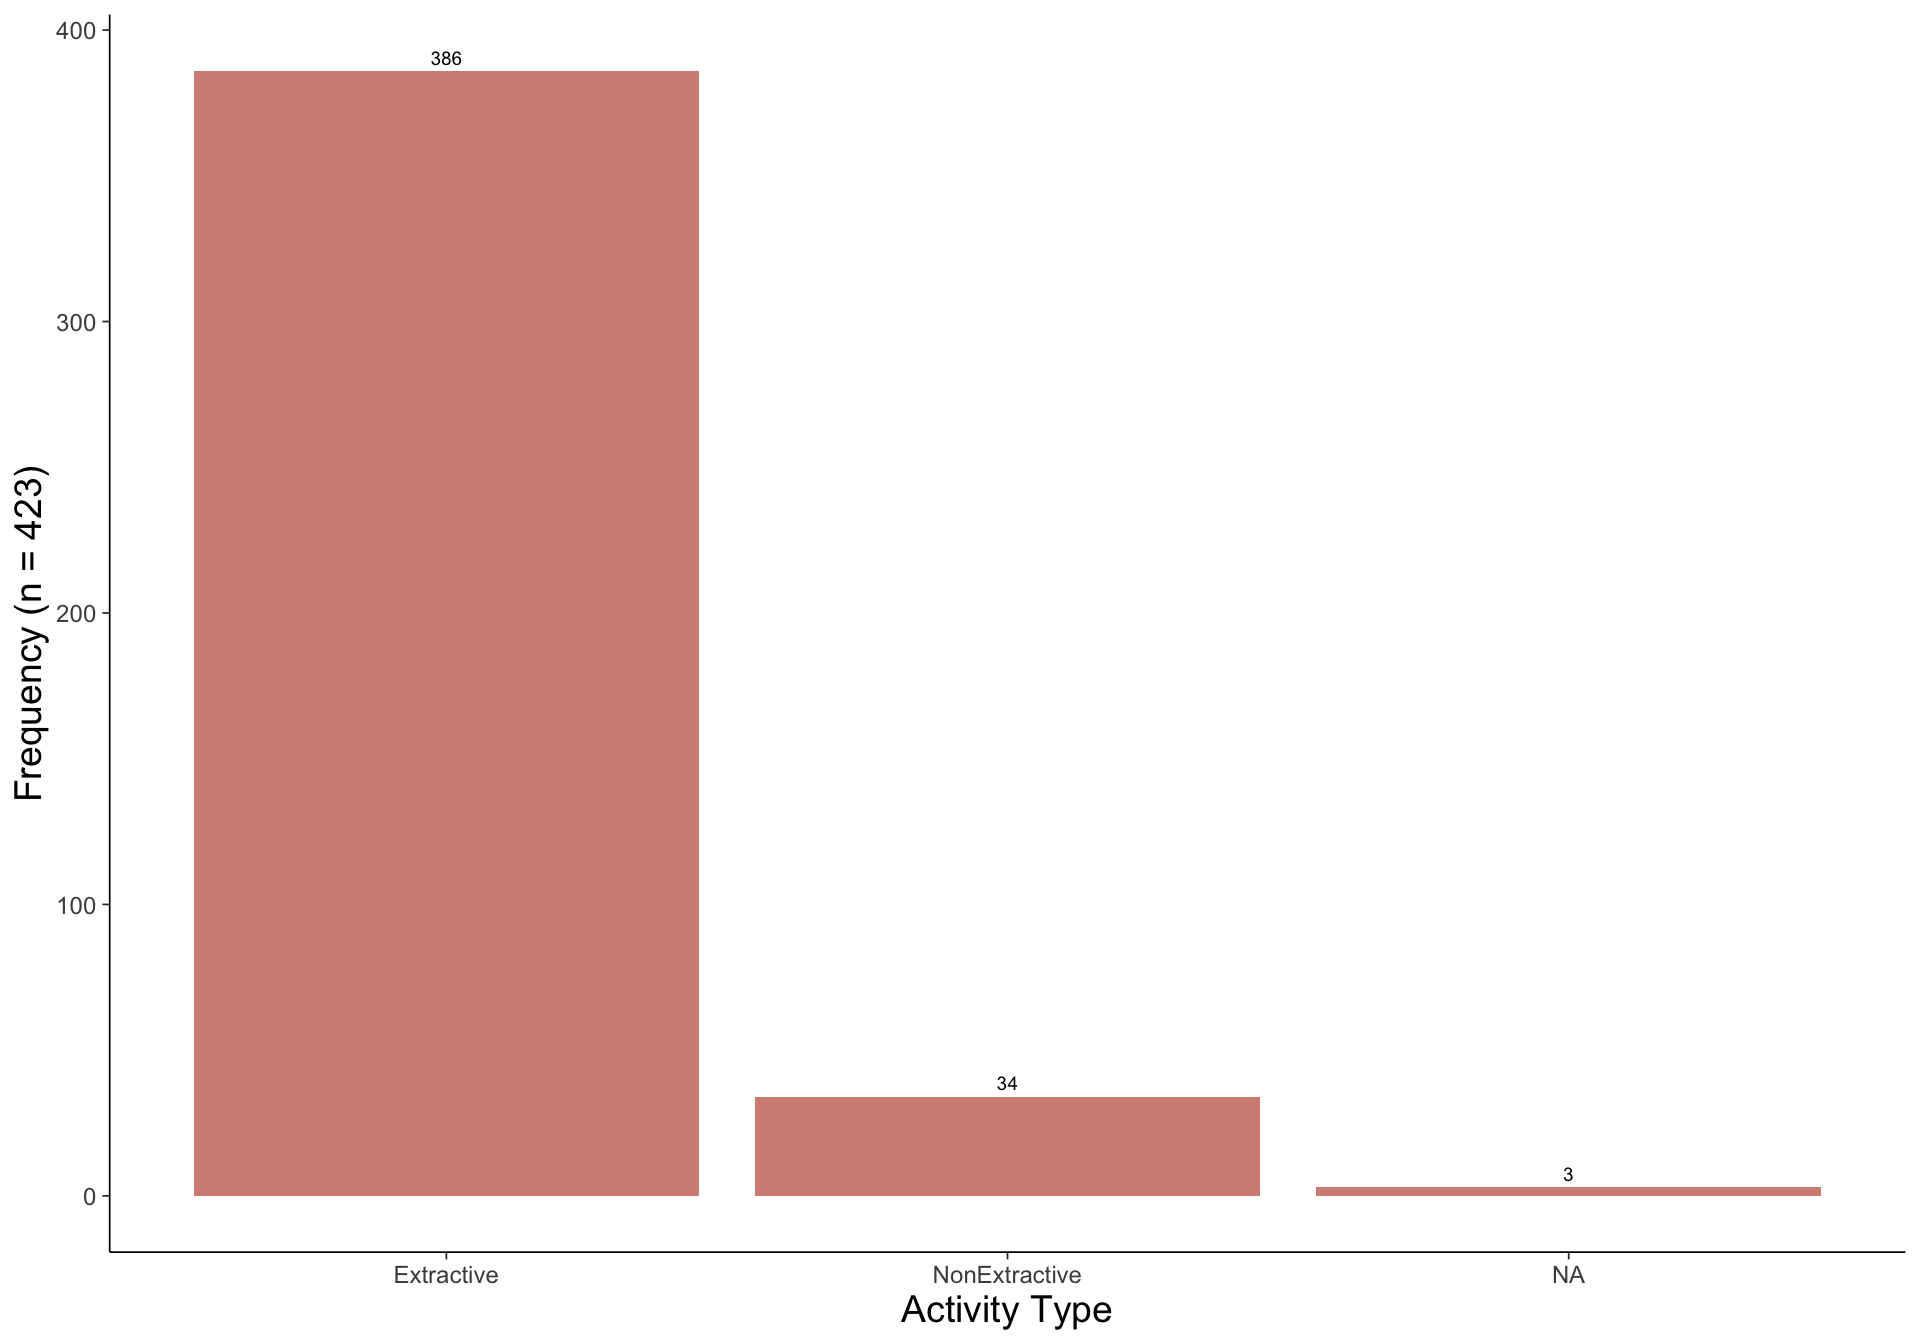 Frequency (n = 423)
400
300
200
100
0
386
34
3
Extractive
NonExtractive
NA
Activity Type